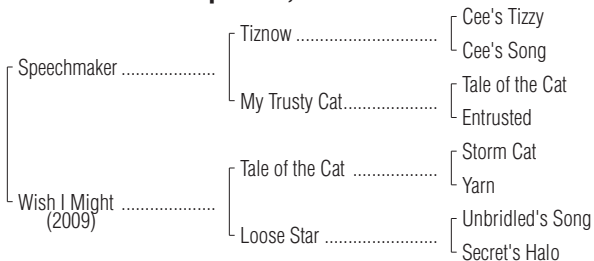 Cee's Tizzy
Tiznow ..............................
Cee's Song
Speechmaker ....................
Tale of the Cat
My Trusty Cat....................
Entrusted
Storm Cat
Tale of the Cat ..................
Yarn
Wish I Might ....................
(2009)
Unbridled's Song
Loose Star ........................
Secret's Halo